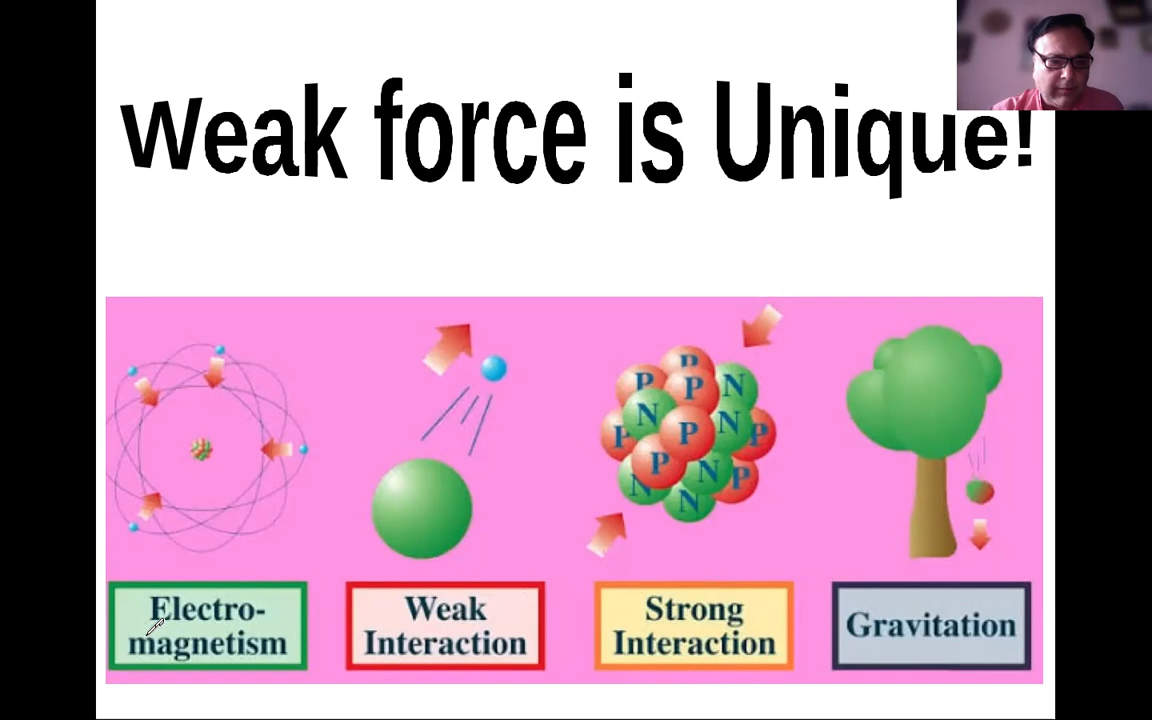 Weak force is Unique!
P
P
P
N
N
N
P
P
P
P
N
N
P
N
Electro-
magnetism
Weak
Interaction
Strong
Interaction
Gravitation